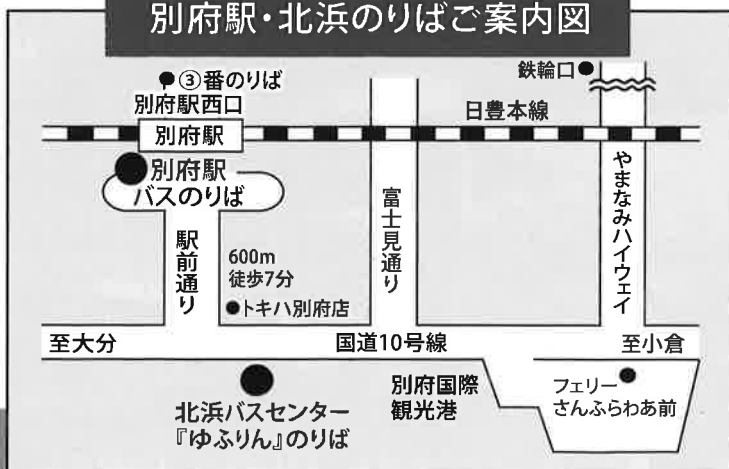 別府駅・北浜のりばご案内図
③番のりば
別府駅西口
別府駅
別府駅
バスのりば
駅前通り
600m
徒歩7分
トキハ別府店
日豊本線
富士見通り
鉄輪口
やまなみハイウェイ
至大分
国道10号線
至小倉
北浜バスセンター
『ゆふりん』のりば
別府国際
観光港
フェリー
さんふらわあ前